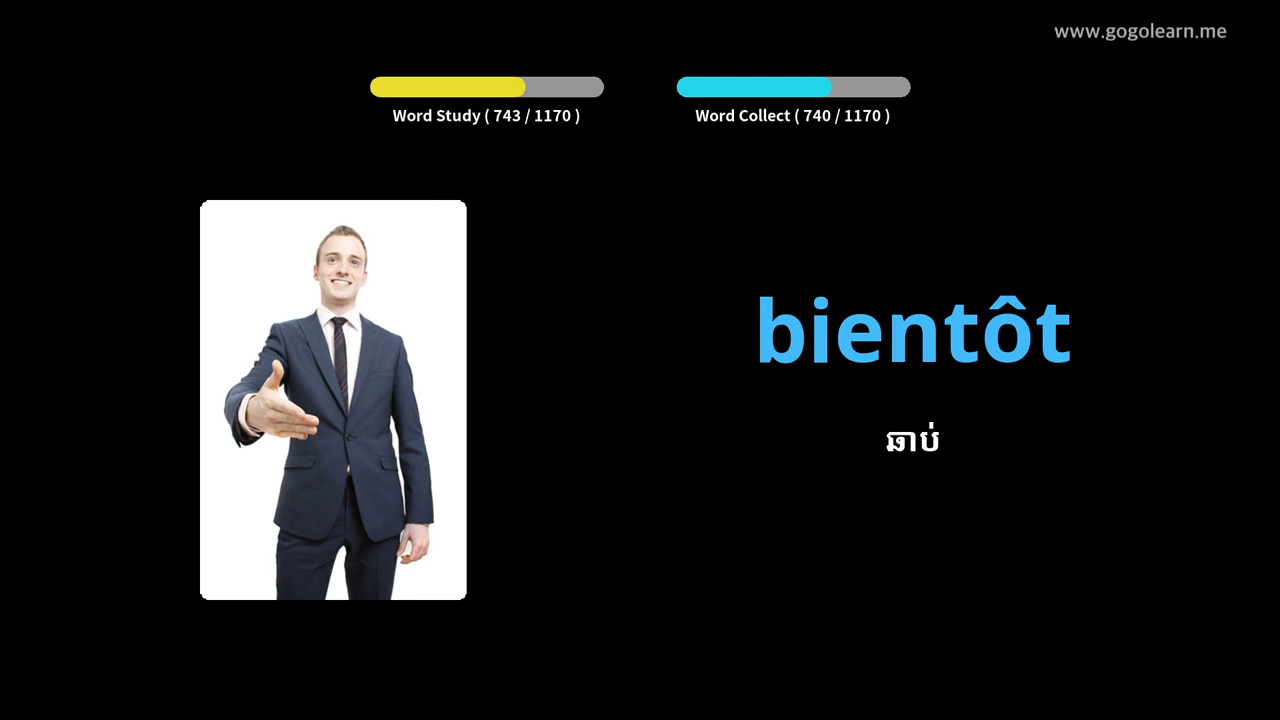 www.gogolearn.me
Word Study ( 743 / 1170 )
Word Collect ( 740 / 1170 )
bientôt
ឆាប់